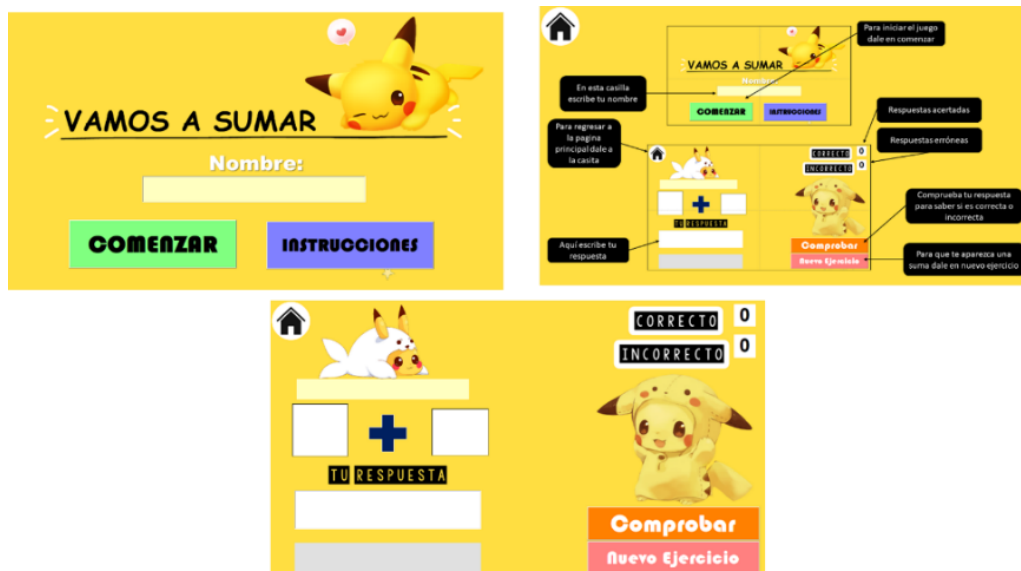 VAMOS A SUMAR
Nombre:
COMENZAR
INSTRUCCIONES
Para iniciar el juego
dale en comenzar
VAMOS A SUMAR
Nombre:
En esta casilla
escribe tu nombre
COMENZAR
INSTRUCCIONES
Respuestas acertadas
Para regresar a
la pagina
principal dale a
la casita
Respuestas erróneas
CORRECTO 0
INCORRECTO 0
Comprueba tu respuesta
para saber si es correcta o
incorrecta
+
TU RESPUESTA
Aquí escribe tu
respuesta
Comprobar
Nuevo Ejercicio
Para que te aparezca una
suma dale en nuevo ejercicio
CORRECTO 0
INCORRECTO 0
+
TU RESPUESTA
Comprobar
Nuevo Ejercicio